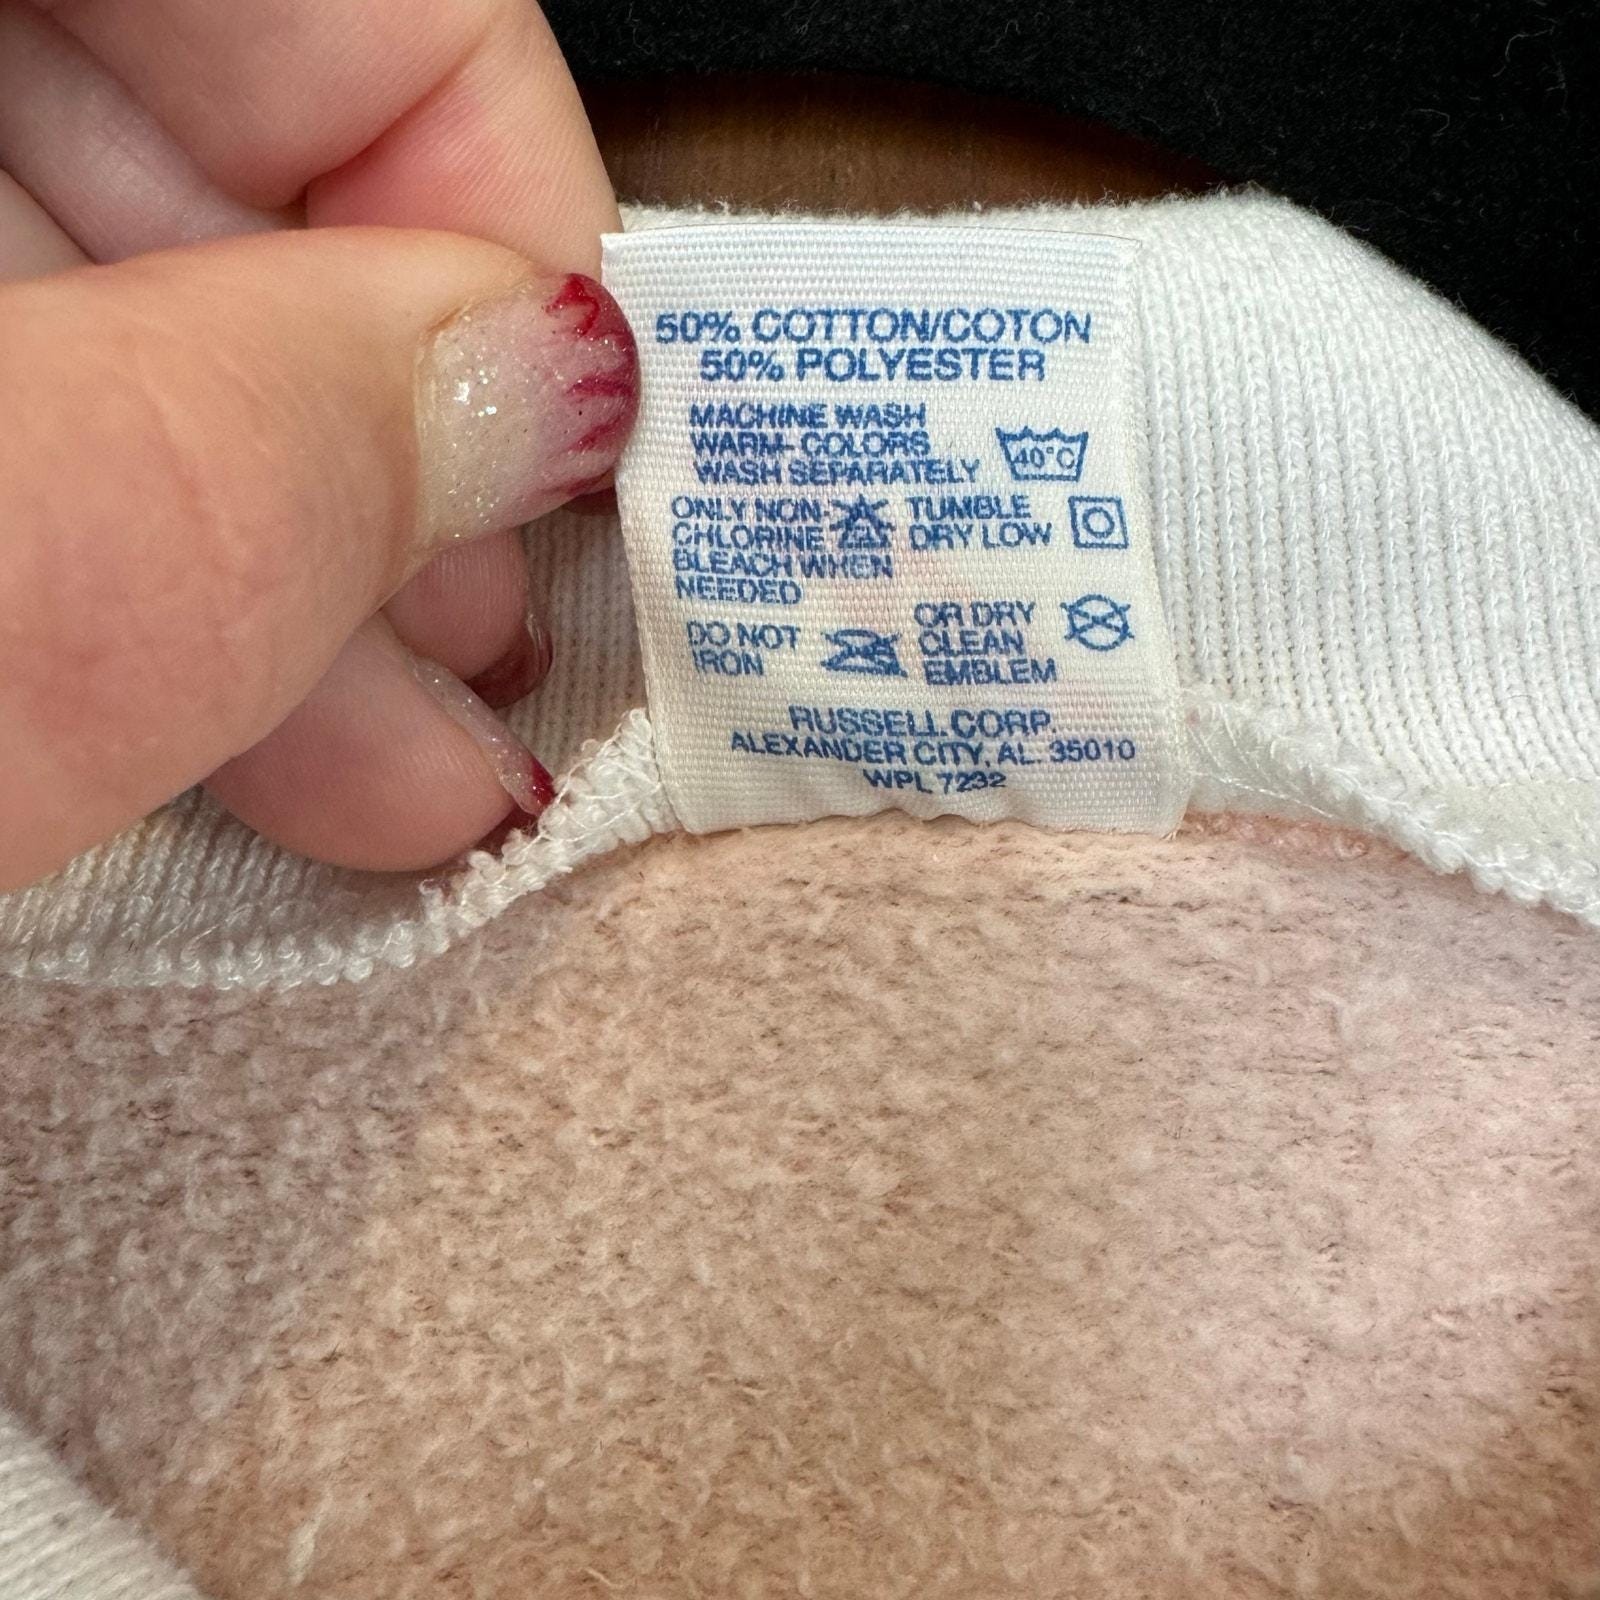 50% COTTON/COTON
50% POLYESTER
MACHINE WASH
WARM- COLORS
WASH SEPARATELY
40°C
ONLY NON-
CHLORINE
BLEACH WHEN
NEEDED
TUMBLE
DRY LOW
DO NOT
IRON
OR DRY
CLEAN
EMBLEM
RUSSELL CORP.
ALEXANDER CITY, AL. 35010
WPL 7232